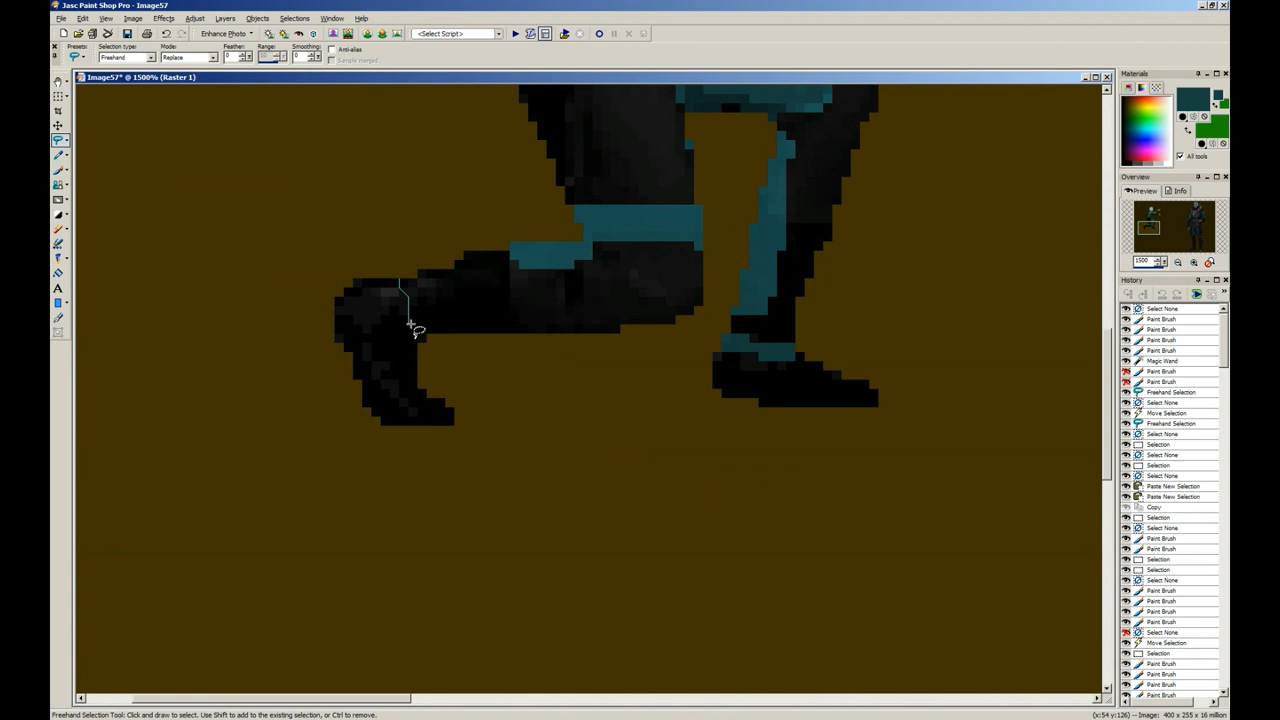 Jasc Paint Shop Pro - Image57
File Edit View Image Effects Adjust Layers Objects Selections Window Help
Enhance Photo <Select Script>
Presets: Selection type: Mode: Feather: Range: Smoothing: Anti-alias
Freehand Replace 0 0 Sample merged
Image57* @ 1500% (Raster 1)
Materials
All tools
Overview
Preview Info
1500
History
Select None
Paint Brush
Paint Brush
Paint Brush
Paint Brush
Magic Wand
Paint Brush
Paint Brush
Freehand Selection
Select None
Move Selection
Freehand Selection
Select None
Selection
Select None
Selection
Select None
Paste New Selection
Paste New Selection
Copy
Selection
Select None
Paint Brush
Paint Brush
Selection
Selection
Select None
Paint Brush
Paint Brush
Paint Brush
Paint Brush
Select None
Move Selection
Selection
Paint Brush
Paint Brush
Paint Brush
Paint Brush
Freehand Selection Tool: Click and draw to select. Use Shift to add to the existing selection, or Ctrl to remove.
(x:54 y:126) -- Image: 400 x 255 x 16 million